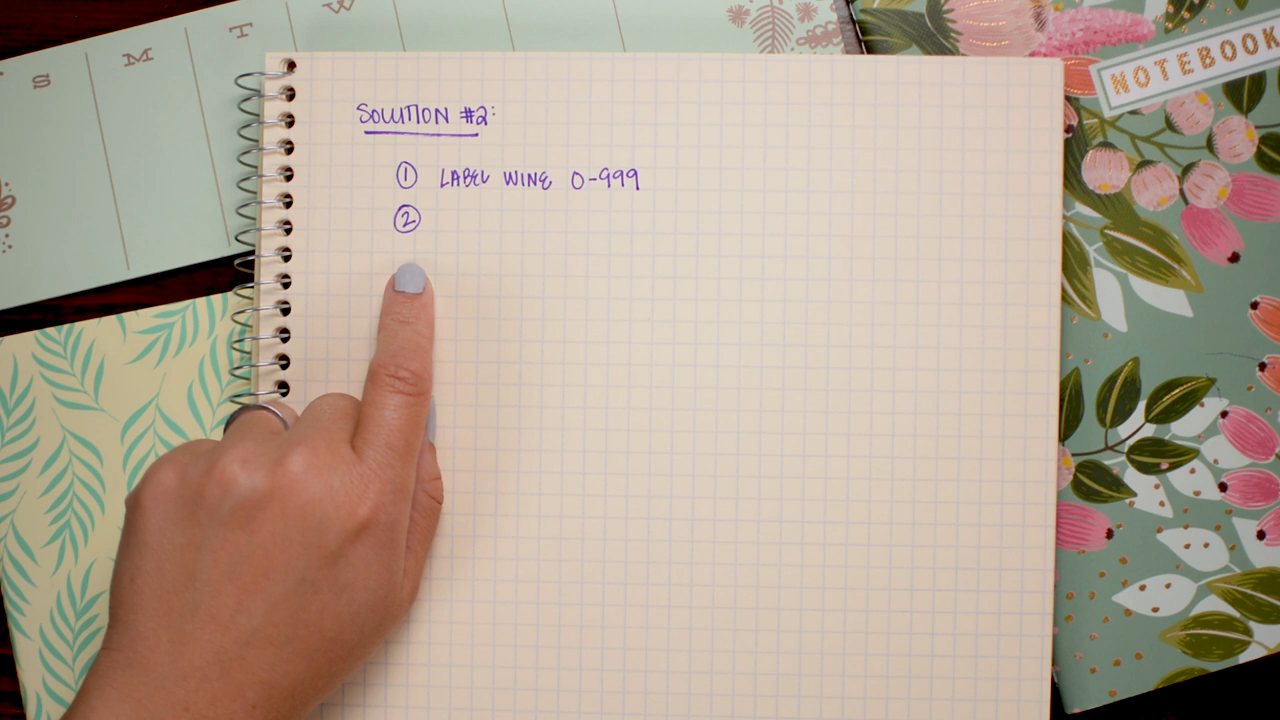 S M T W
NOTEBOOK
SOLUTION #2:
① LABEL WINE 0-999
②